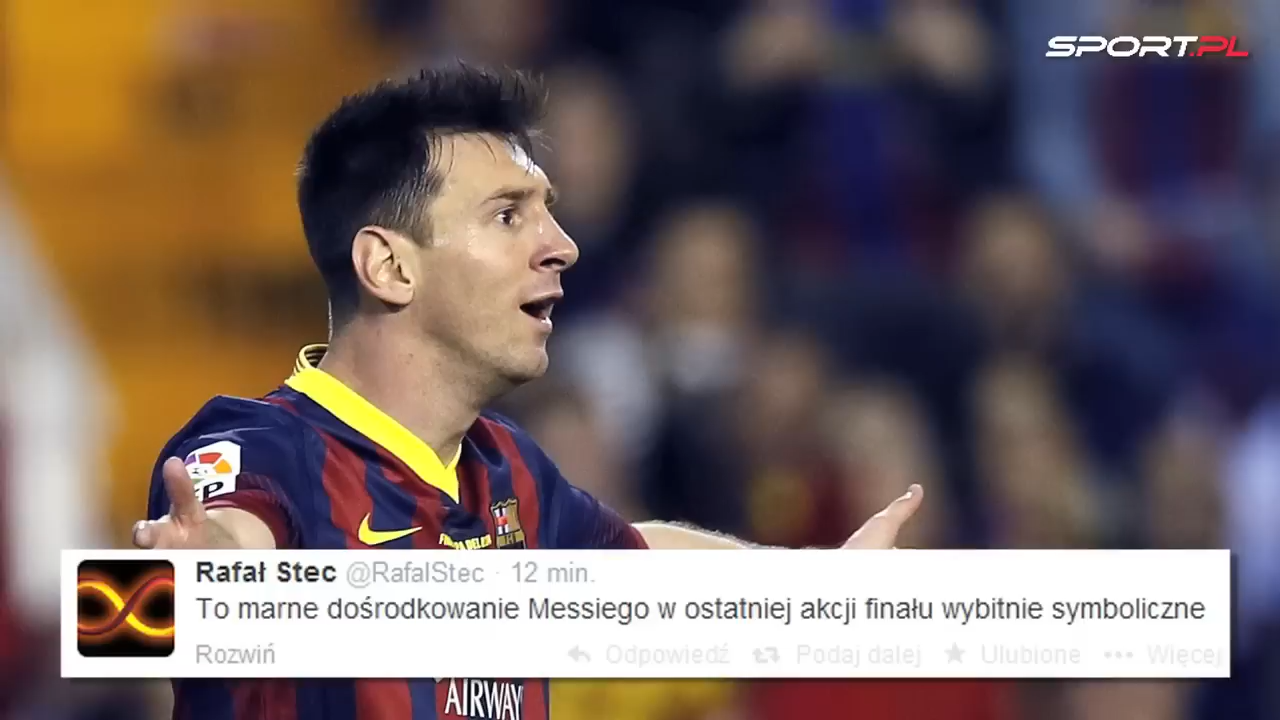 SPORT.PL
Rafał Stec @RafalStec · 12 min.
To marne dośrodkowanie Messiego w ostatniej akcji finału wybitnie symboliczne
Rozwiń Odpowiedź Podaj dalej Ulubione Więcej
AIRWAY